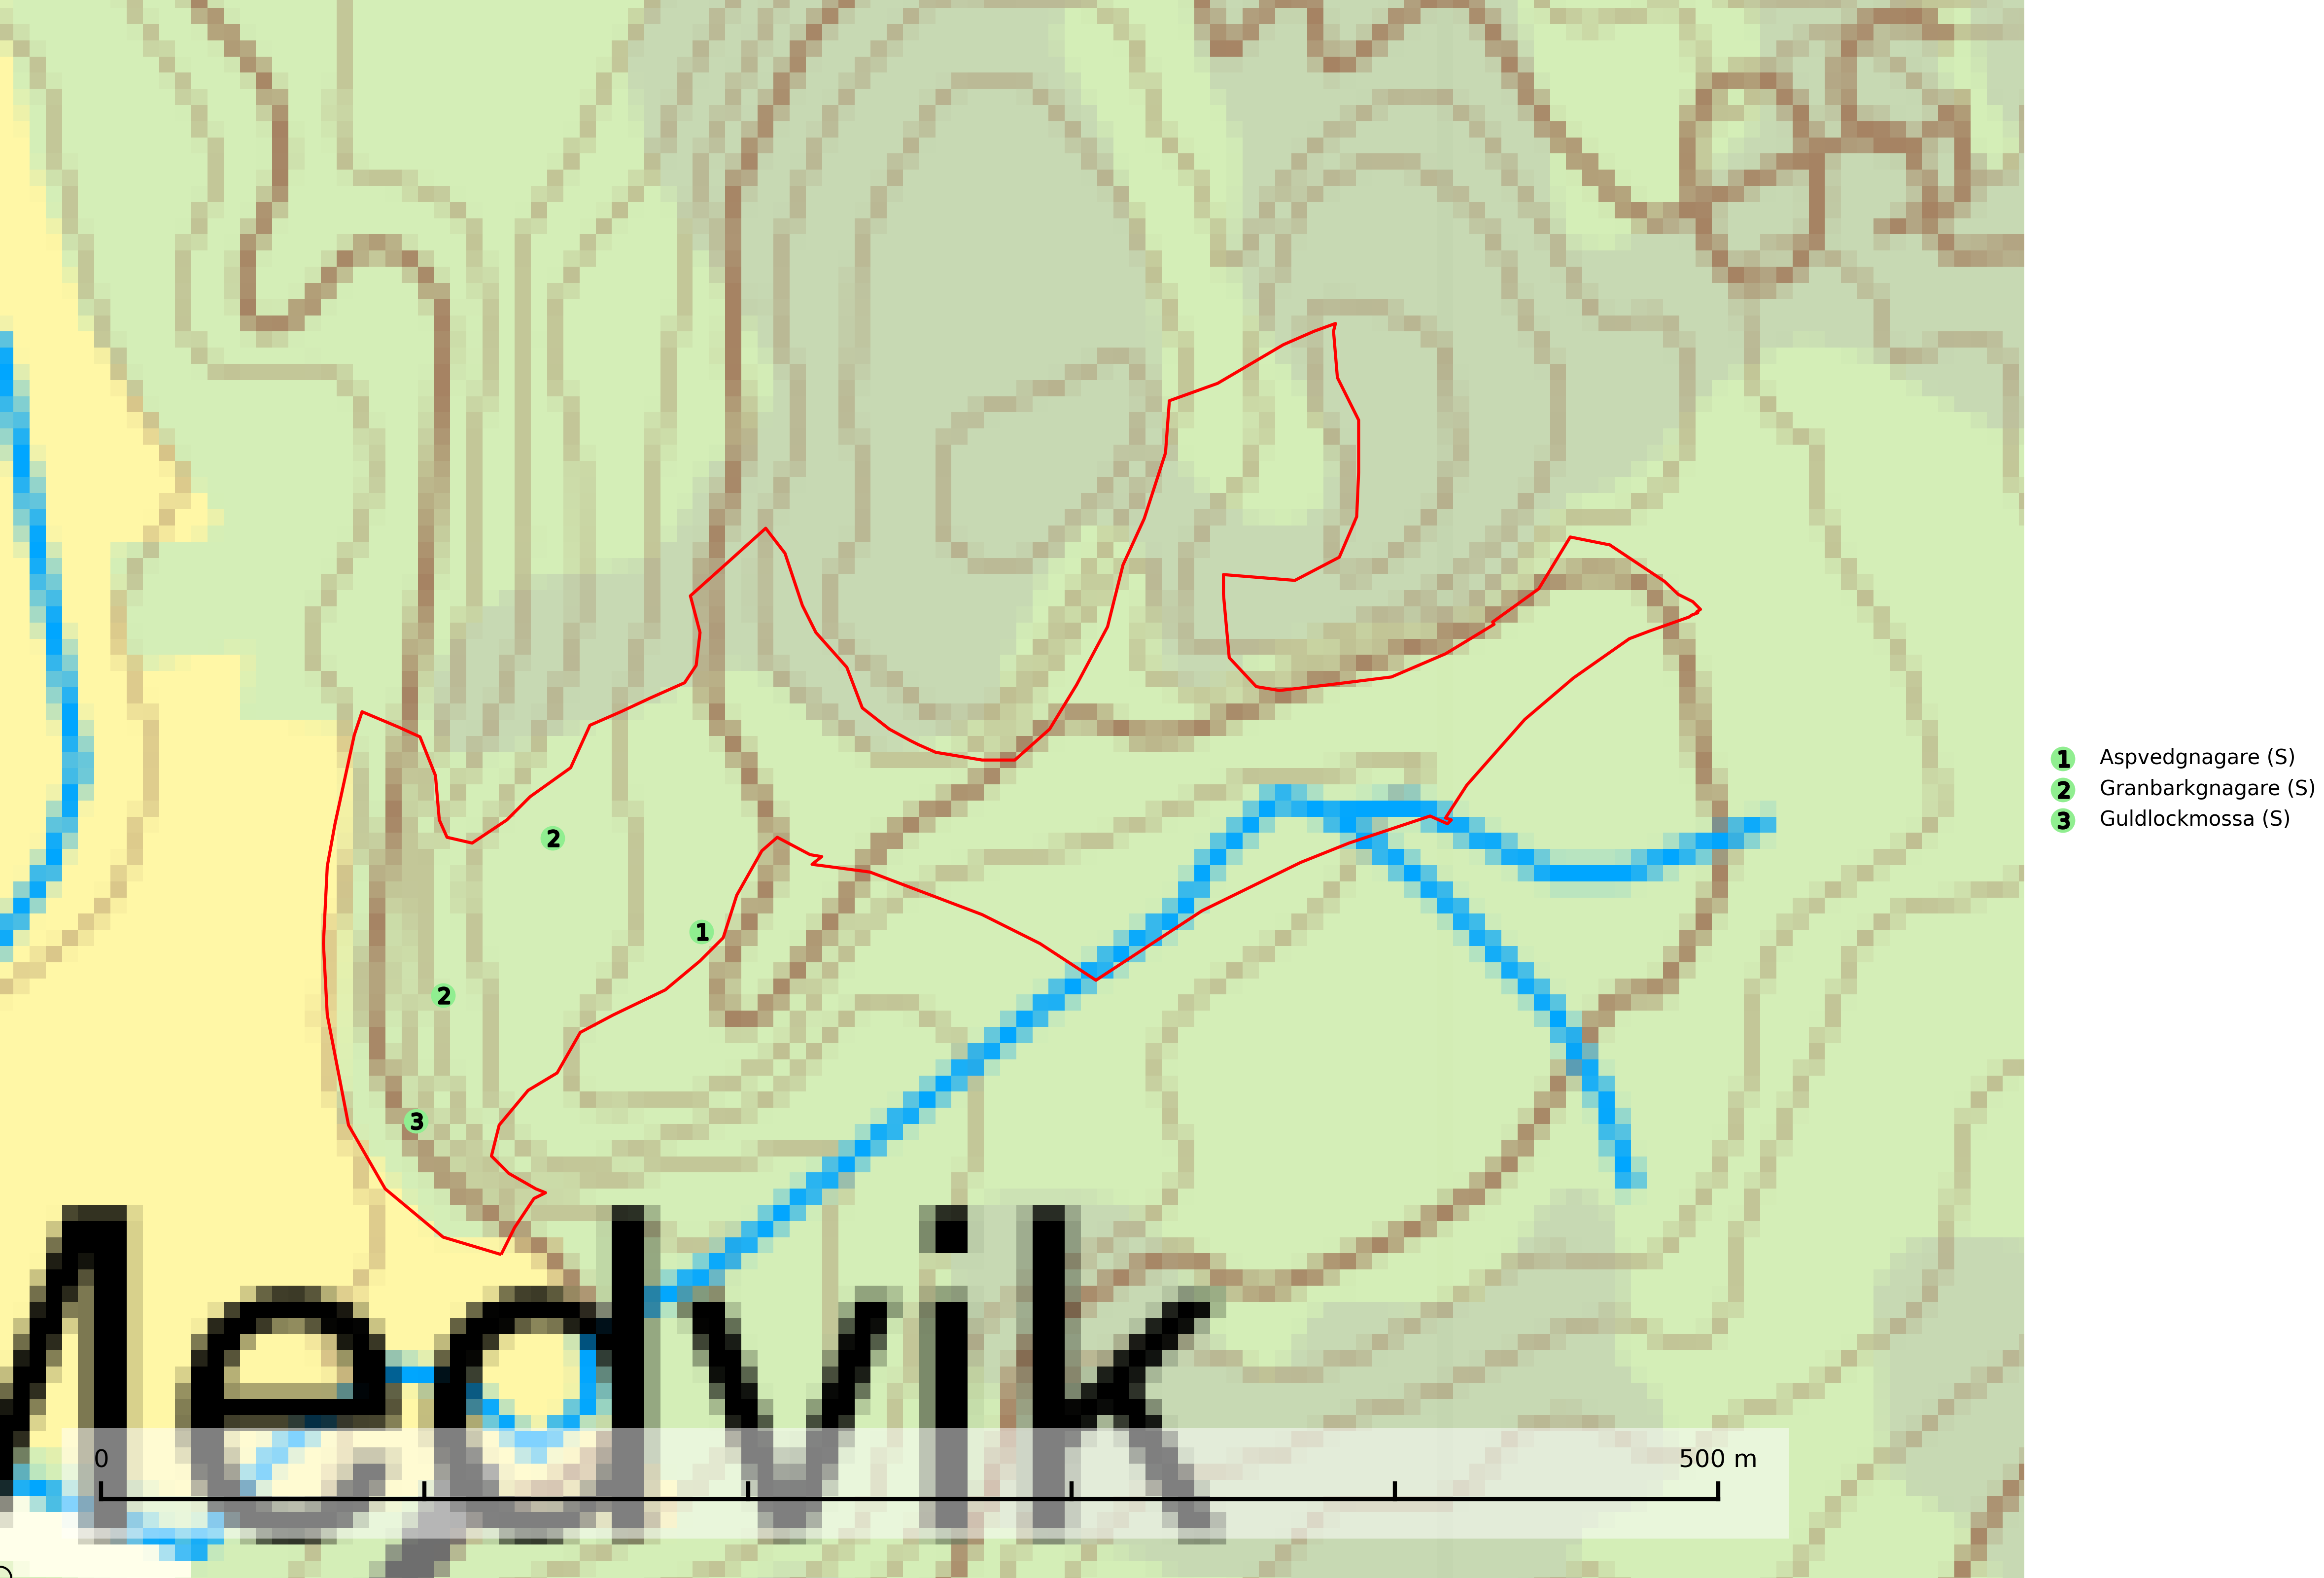 2
1
2
3
Medvik
0 500 m
1 Aspvedgnagare (S)
2 Granbarkgnagare (S)
3 Guldlockmossa (S)